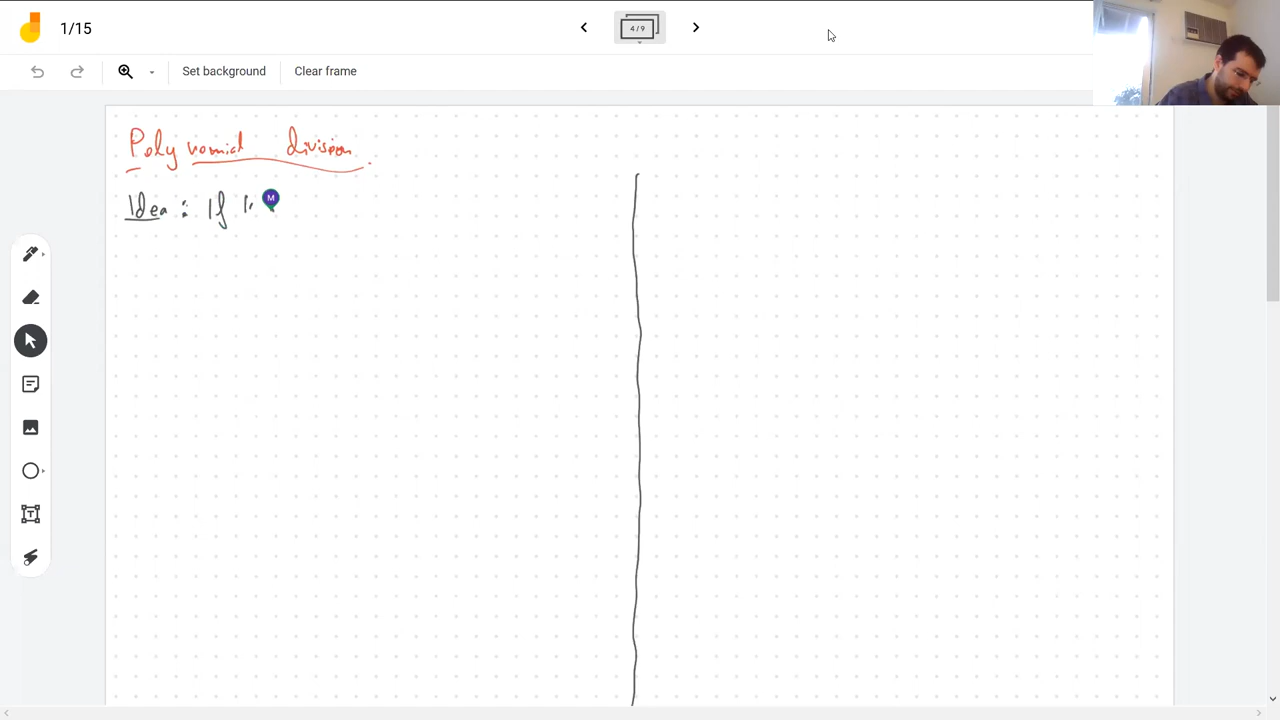 1/15
4 / 9
Set background
Clear frame
Polynomial division.
Idea : If
M